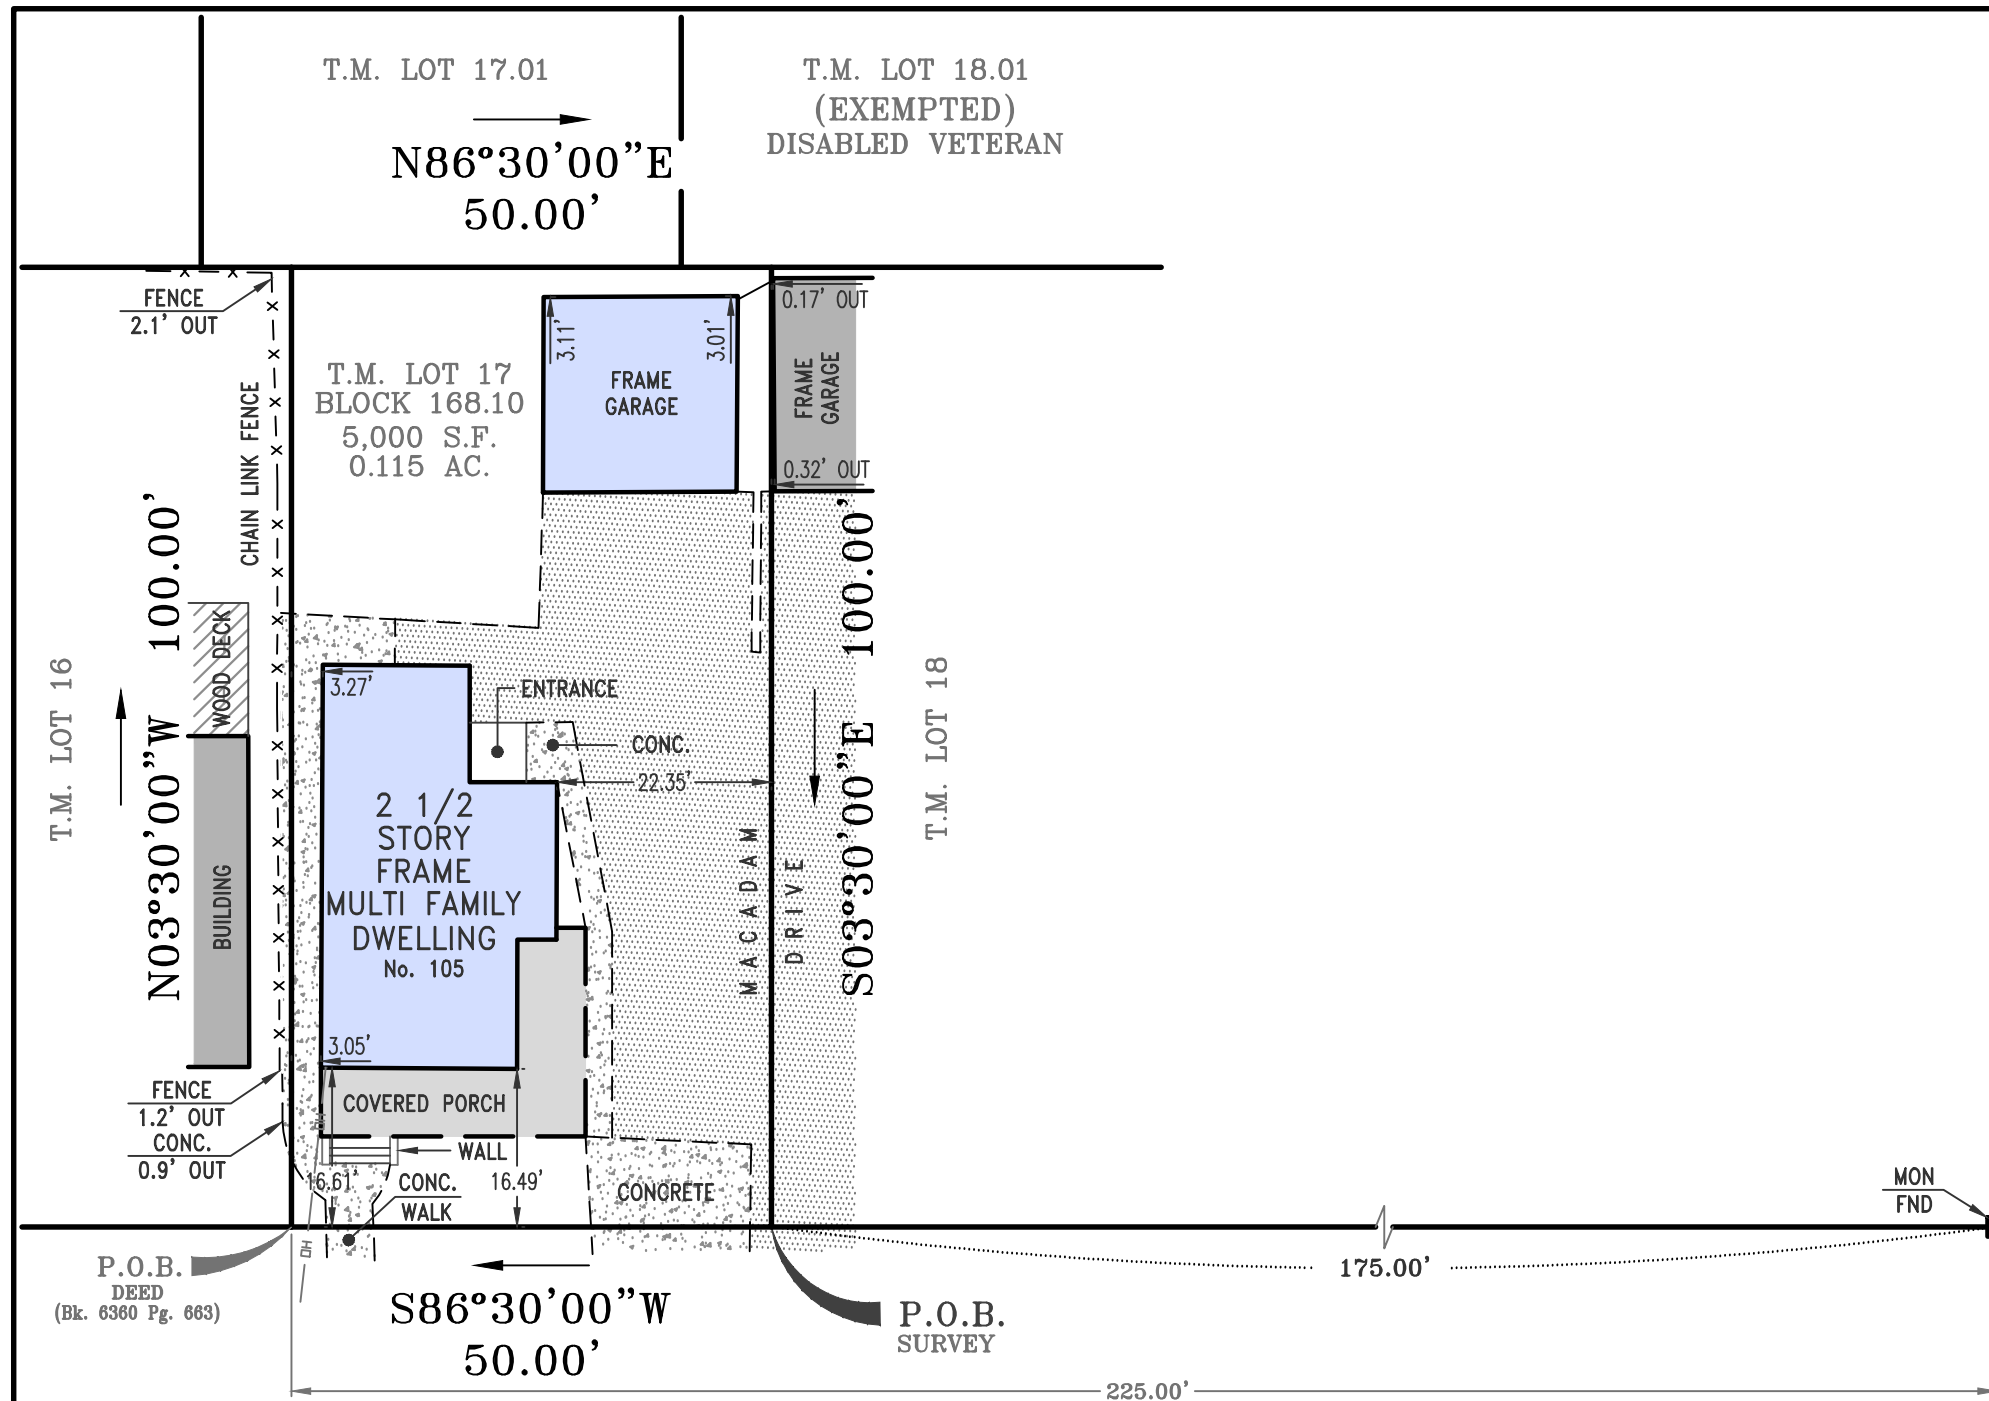 T.M. LOT 17.01
T.M. LOT 18.01
(EXEMPTED)
DISABLED VETERAN
N86°30'00"E
50.00'
FENCE
2.1' OUT
0.17' OUT
3.11'
3.01'
FRAME
GARAGE
FRAME
GARAGE
0.32' OUT
T.M. LOT 17
BLOCK 168.10
5,000 S.F.
0.115 AC.
CHAIN LINK FENCE
N03°30'00"W 100.00'
S03°30'00"E 100.00'
T.M. LOT 16
T.M. LOT 18
WOOD DECK
BUILDING
3.27'
ENTRANCE
CONC.
22.35'
2 1/2
STORY
FRAME
MULTI FAMILY
DWELLING
No. 105
MACADAM
DRIVE
3.05'
COVERED PORCH
FENCE
1.2' OUT
CONC.
0.9' OUT
WALL
16.61'
CONC.
WALK
16.49'
CONCRETE
MON
FND
OH
OH
P.O.B.
DEED
(Bk. 6360 Pg. 663)
S86°30'00"W
50.00'
P.O.B.
SURVEY
175.00'
225.00'